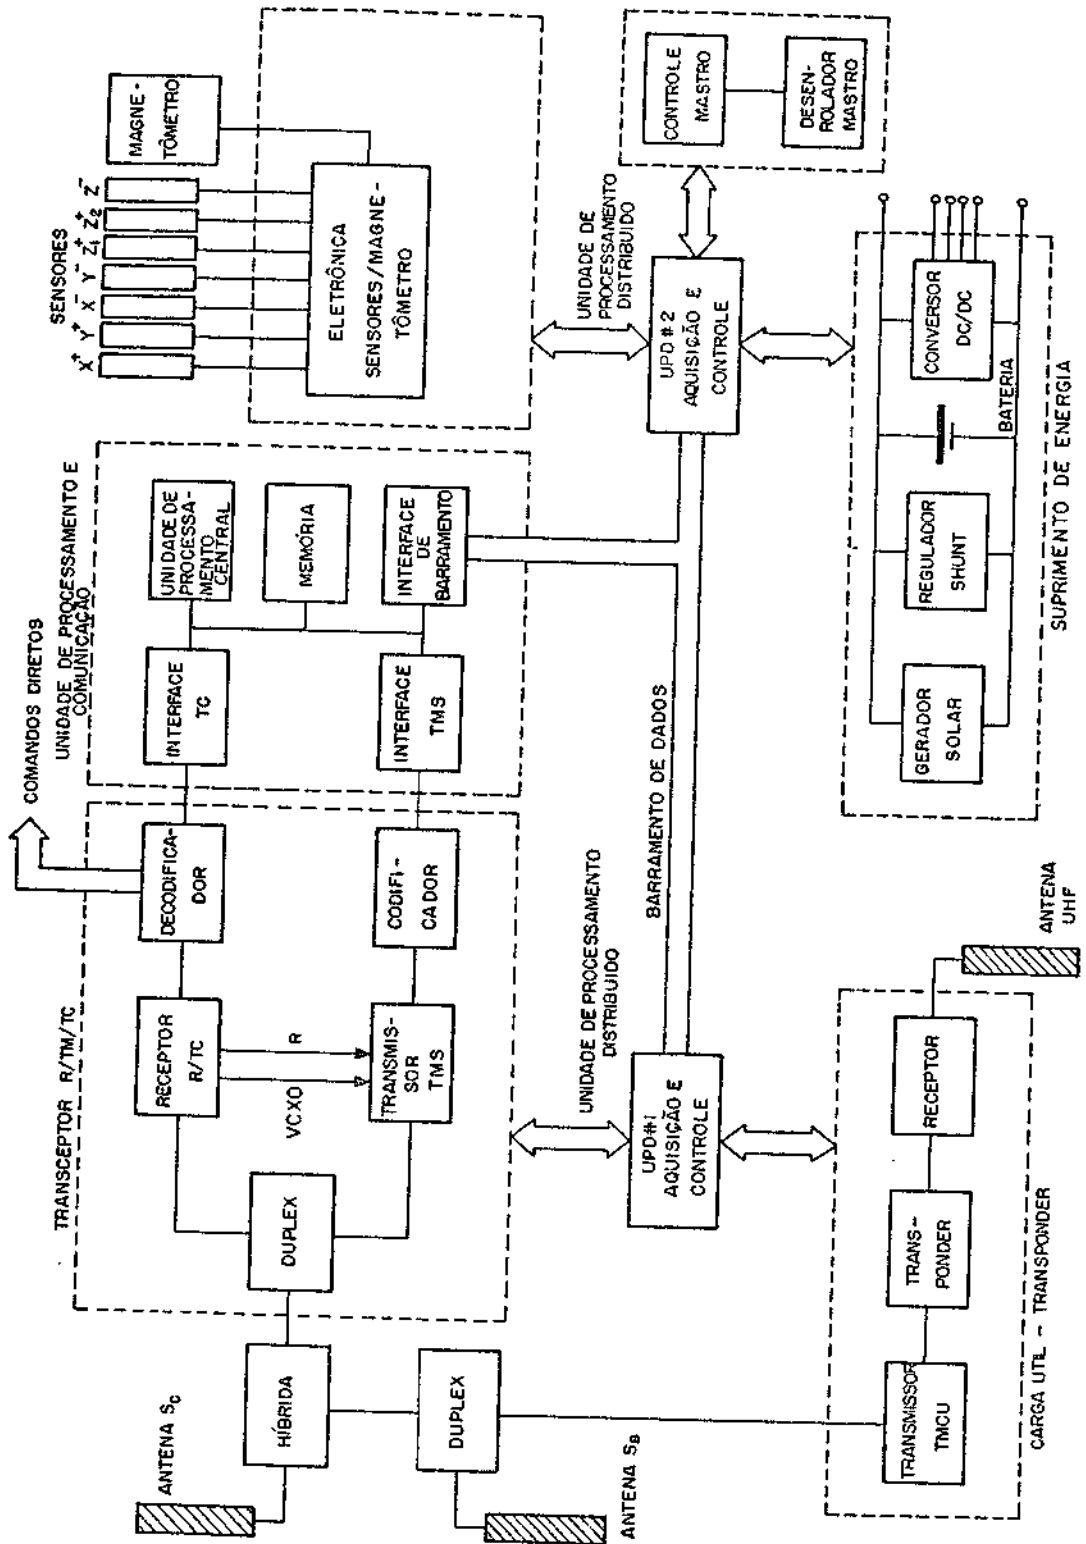 ANTENA SC
HÍBRIDA
DUPLEX
ANTENA SB
TRANSCEPTOR R/TM/TC
DUPLEX
RECEPTOR
R/TC
VCXO
R
TRANSMIS-
SOR
TMS
DECODIFICA-
DOR
CODIFI-
CADOR
COMANDOS DIRETOS
UNIDADE DE PROCESSAMENTO E
COMUNICAÇÃO
INTERFACE
TC
INTERFACE
TMS
UNIDADE DE
PROCESSA-
MENTO
CENTRAL
MEMÓRIA
INTERFACE
DE
BARRAMENTO
SENSORES
X+ Y+ X- Y- Z1+ Z2+ Z-
MAGNE-
TÔMETRO
ELETRÔNICA
SENSORES/MAGNE-
TÔMETRO
UNIDADE DE PROCESSAMENTO
DISTRIBUIDO
UPD#1
AQUISIÇÃO E
CONTROLE
BARRAMENTO DE DADOS
UNIDADE DE
PROCESSAMENTO
DISTRIBUIDO
UPD#2
AQUISIÇÃO E
CONTROLE
CONTROLE
MASTRO
DESEN-
ROLADOR
MASTRO
TRANSMISSOR
TMCU
TRANS-
PONDER
RECEPTOR
ANTENA
UHF
CARGA UTIL - TRANSPONDER
GERADOR
SOLAR
REGULADOR
SHUNT
BATERIA
CONVERSOR
DC/DC
SUPRIMENTO DE ENERGIA